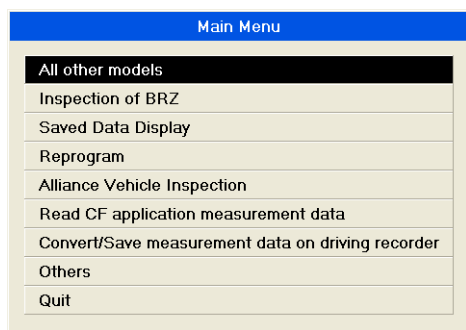 Main Menu
All other models
Inspection of BRZ
Saved Data Display
Reprogram
Alliance Vehicle Inspection
Read CF application measurement data
Convert/Save measurement data on driving recorder
Others
Quit